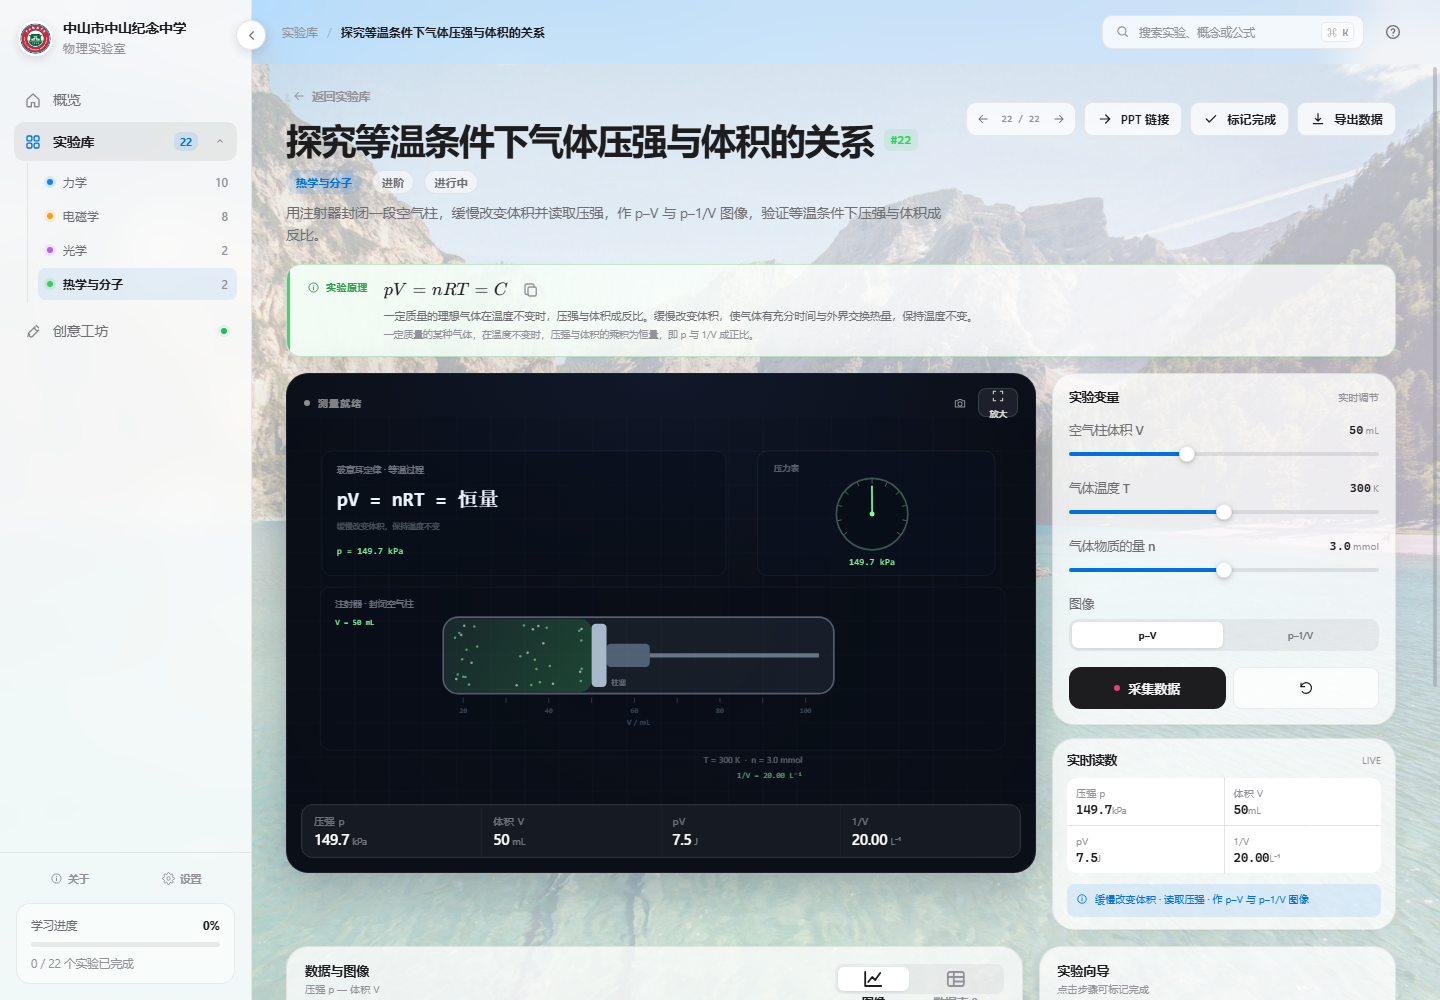 中山市中山纪念中学
物理实验室
概览
实验库 22
力学 10
电磁学 8
光学 2
热学与分子 2
创意工坊
关于 设置
学习进度 0%
0 / 22 个实验已完成
实验库 / 探究等温条件下气体压强与体积的关系
搜索实验、概念或公式 ⌘ K
← 返回实验库
探究等温条件下气体压强与体积的关系 #22
← 22 / 22 →
→ PPT 链接
标记完成
导出数据
热学与分子 进阶 进行中
用注射器封闭一段空气柱，缓慢改变体积并读取压强，作 p–V 与 p–1/V 图像，验证等温条件下压强与体积成
反比。
实验原理 pV = nRT = C
一定质量的理想气体在温度不变时，压强与体积成反比。缓慢改变体积，使气体有充分时间与外界交换热量，保持温度不变。
一定质量的某种气体，在温度不变时，压强与体积的乘积为恒量，即 p 与 1/V 成正比。
测量就绪
放大
玻意耳定律 · 等温过程
pV = nRT = 恒量
缓慢改变体积，保持温度不变
p = 149.7 kPa
压力表
149.7 kPa
注射器 · 封闭空气柱
V = 50 mL
柱塞
20 40 60 80 100
V / mL
T = 300 K · n = 3.0 mmol
1/V = 20.00 L⁻¹
压强 p 体积 V pV 1/V
149.7 kPa 50 mL 7.5 J 20.00 L⁻¹
实验变量 实时调节
空气柱体积 V 50 mL
气体温度 T 300 K
气体物质的量 n 3.0 mmol
图像
p–V p–1/V
采集数据
实时读数 LIVE
压强 p 体积 V
149.7kPa 50mL
pV 1/V
7.5J 20.00L⁻¹
缓慢改变体积 · 读取压强 · 作 p–V 与 p–1/V 图像
数据与图像
压强 p — 体积 V
实验向导
点击步骤可标记完成